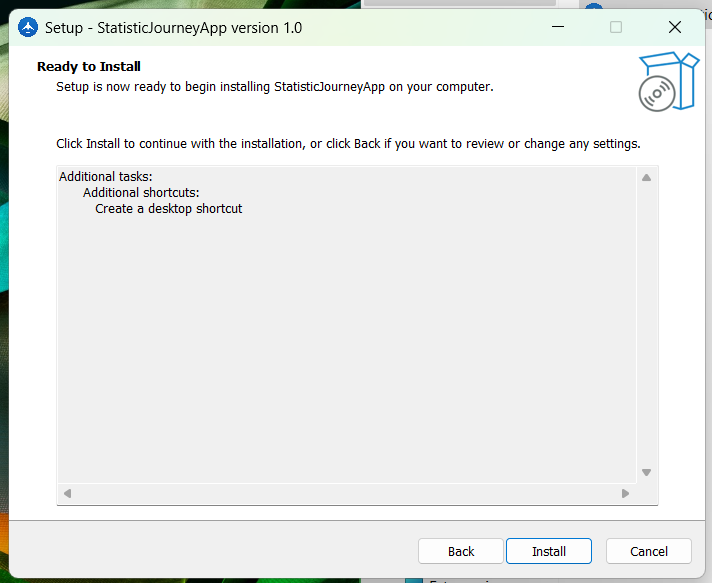 Setup - StatisticJourneyApp version 1.0
Ready to Install
Setup is now ready to begin installing StatisticJourneyApp on your computer.
Click Install to continue with the installation, or click Back if you want to review or change any settings.
Additional tasks:
Additional shortcuts:
Create a desktop shortcut
Back
Install
Cancel